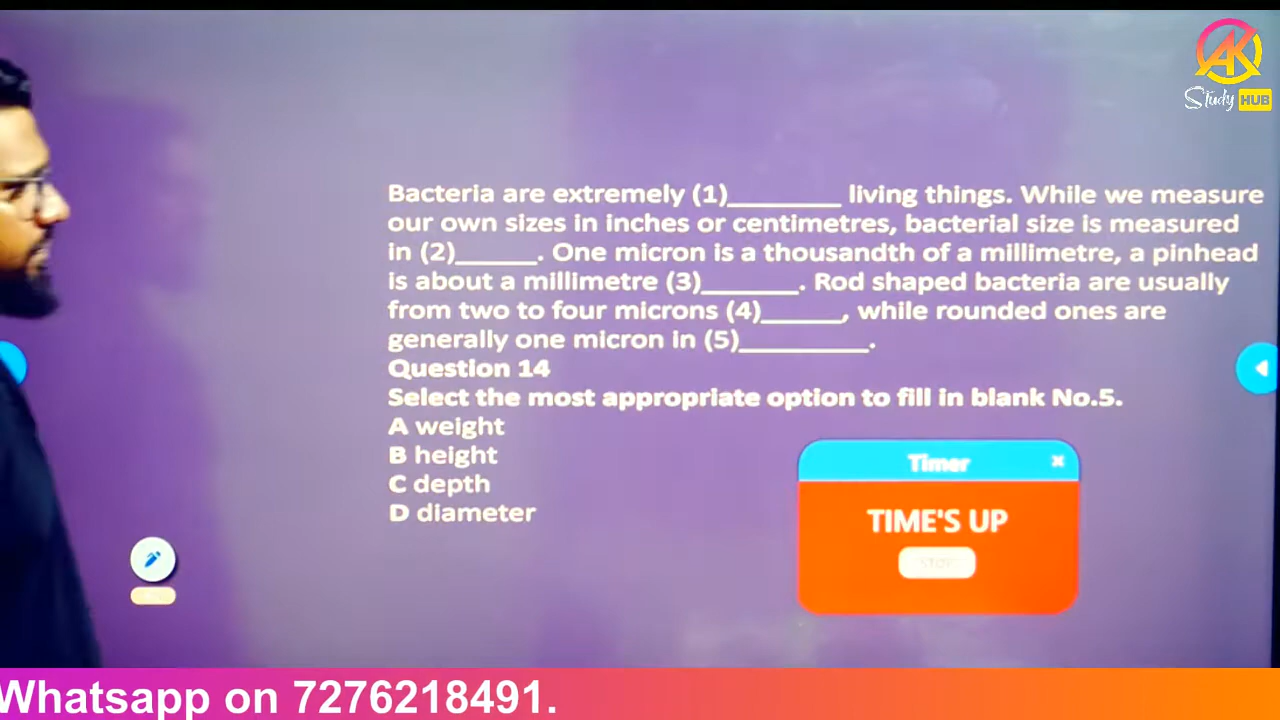 AK
Study HUB
Bacteria are extremely (1)________ living things. While we measure
our own sizes in inches or centimetres, bacterial size is measured
in (2)______. One micron is a thousandth of a millimetre, a pinhead
is about a millimetre (3)_______. Rod shaped bacteria are usually
from two to four microns (4)______, while rounded ones are
generally one micron in (5)_________.
Question 14
Select the most appropriate option to fill in blank No.5.
A weight
B height
C depth
D diameter
Timer ×
TIME'S UP
STOP
Whatsapp on 7276218491.